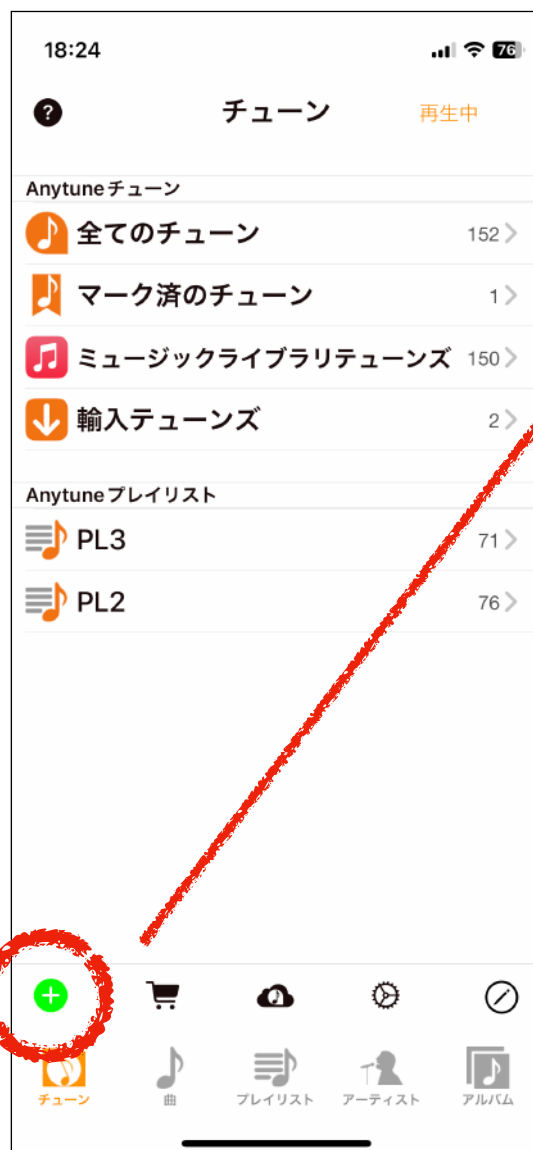 18:24 76
? チューン 再生中
Anytuneチューン
全てのチューン 152
マーク済のチューン 1
ミュージックライブラリテューンズ 150
輸入テューンズ 2
Anytuneプレイリスト
PL3 71
PL2 76
チューン 曲 プレイリスト アーティスト アルバム